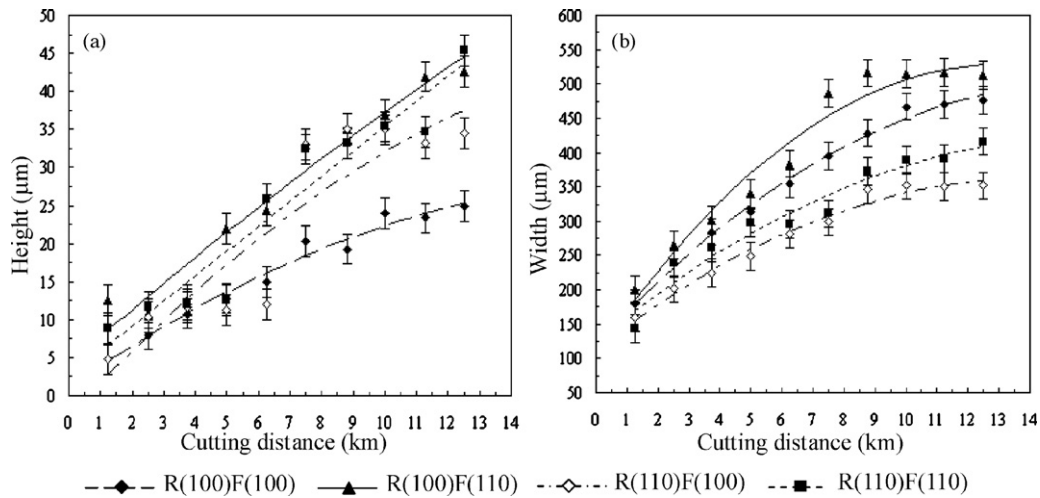 (a)
50
45
40
35
30
25
20
15
10
5
0
Height (μm)
0 1 2 3 4 5 6 7 8 9 10 11 12 13 14
Cutting distance (km)
(b)
600
550
500
450
400
350
300
250
200
150
100
50
Width (μm)
0 1 2 3 4 5 6 7 8 9 10 11 12 13 14
Cutting distance (km)
R(100)F(100) R(100)F(110) R(110)F(100) R(110)F(110)